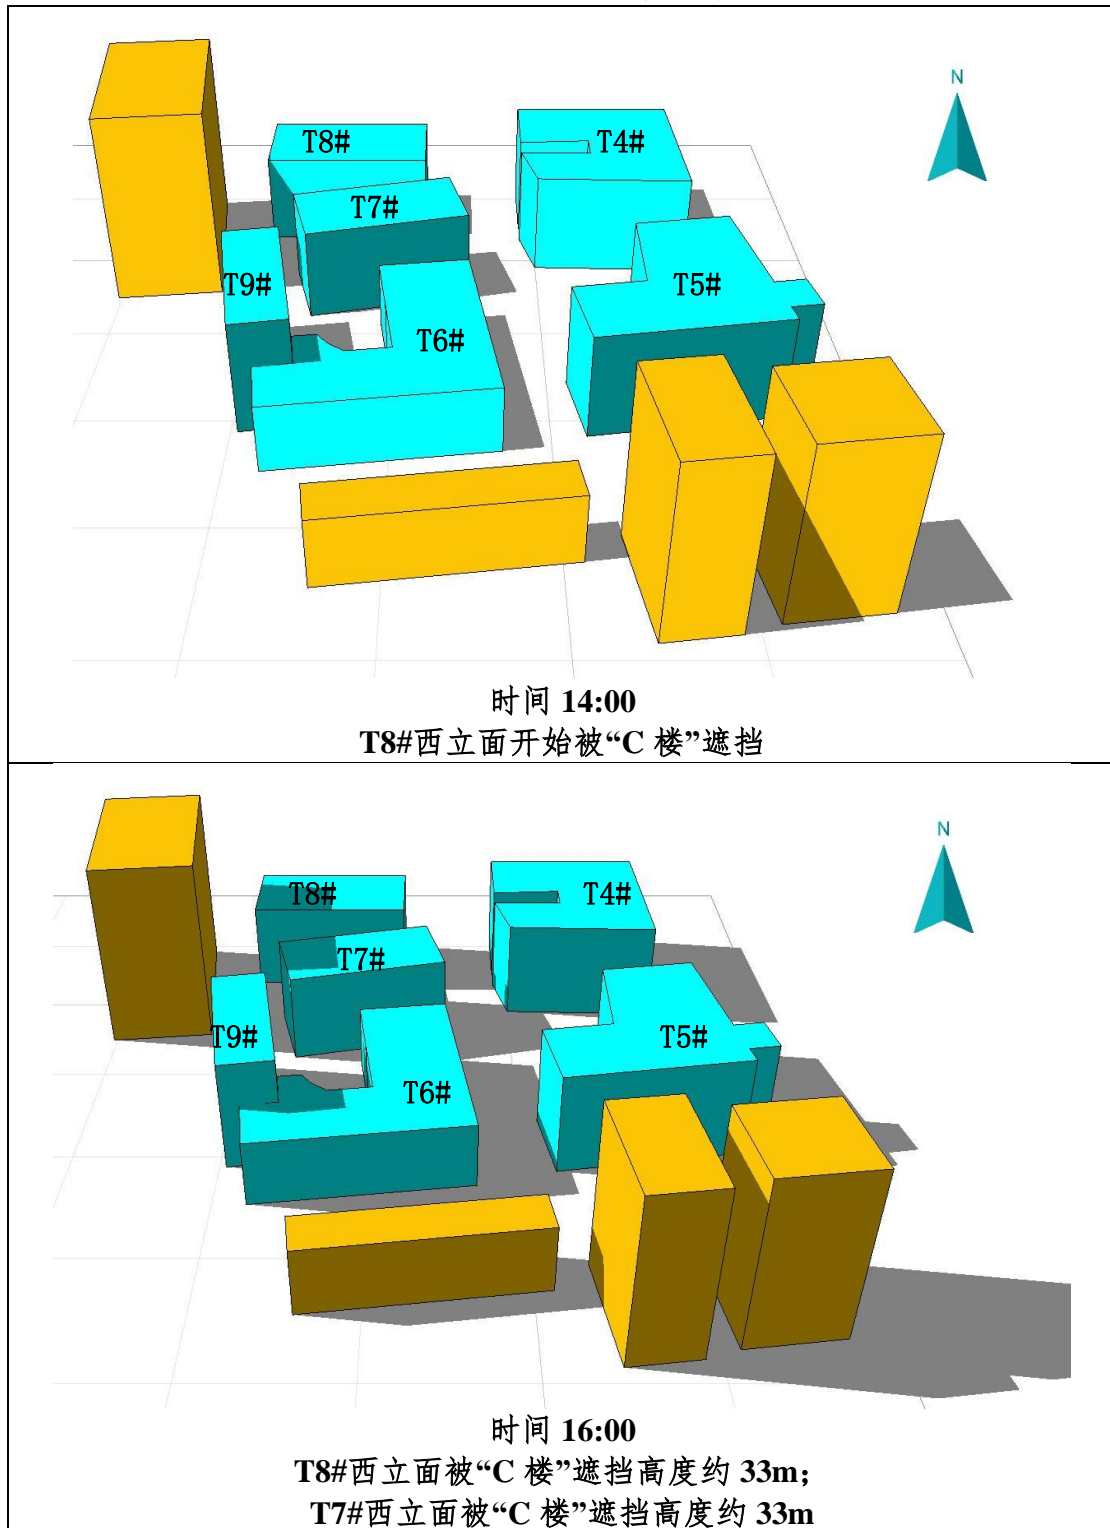 N
T8#
T4#
T7#
T9#
T5#
T6#
时间 14:00
T8#西立面开始被“C 楼”遮挡
N
T8#
T4#
T7#
T9#
T5#
T6#
时间 16:00
T8#西立面被“C 楼”遮挡高度约 33m；
T7#西立面被“C 楼”遮挡高度约 33m